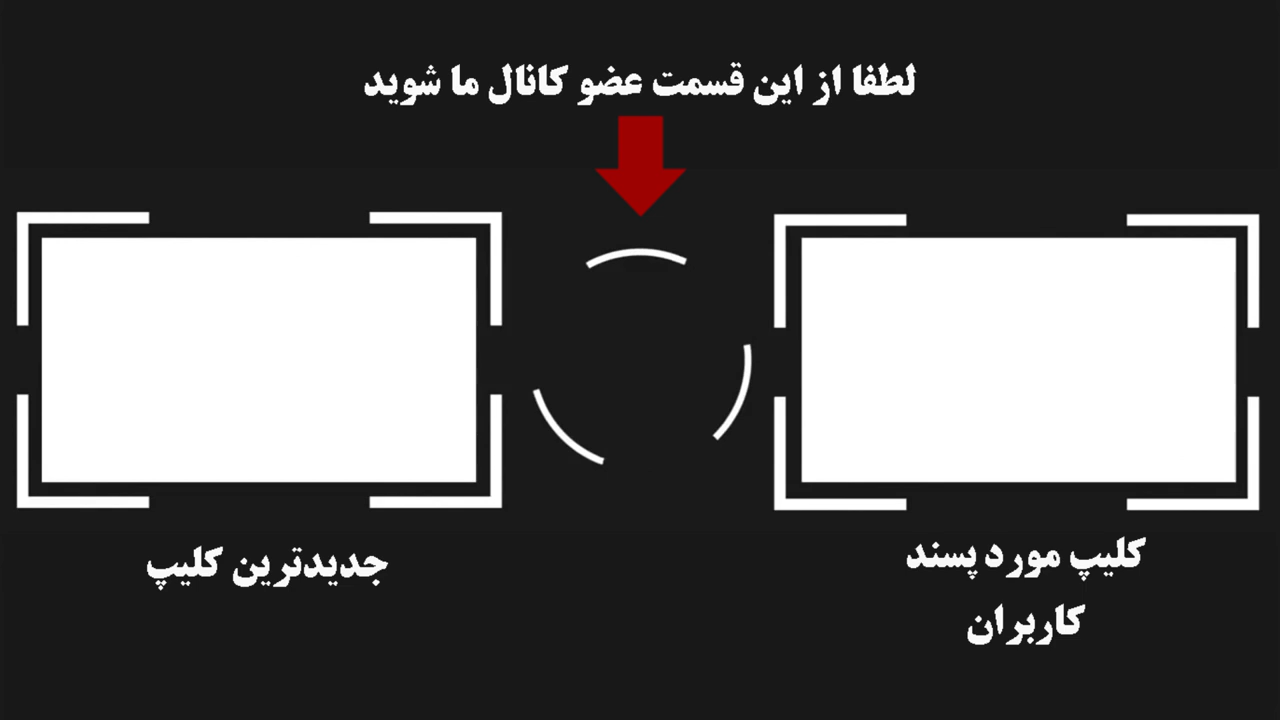 لطفا از این قسمت عضو کانال ما شوید
کلیپ مورد پسند
کاربران
جدیدترین کلیپ